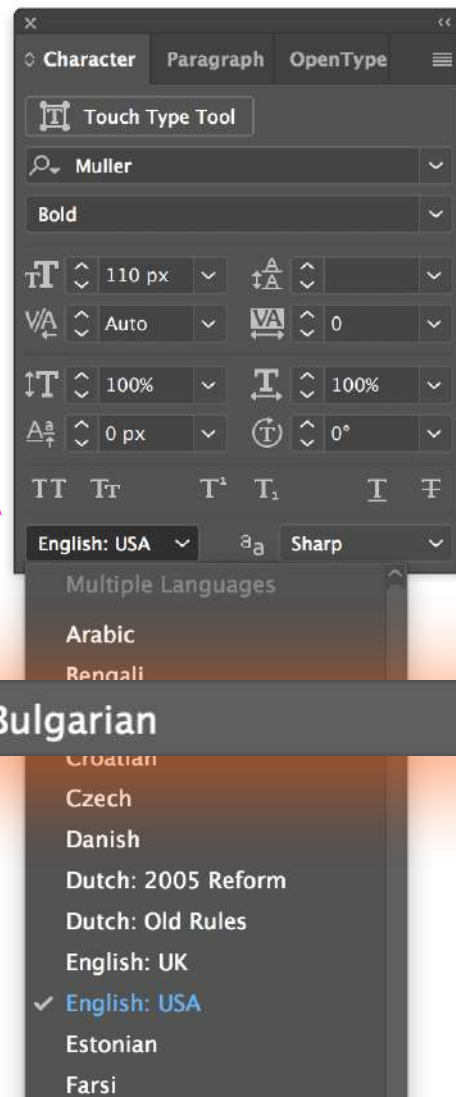 Character Paragraph OpenType
Touch Type Tool
Muller
Bold
110 px
Auto 0
100% 100%
0 px 0°
English: USA Sharp
Multiple Languages
Arabic
Bengali
Bulgarian
Croatian
Czech
Danish
Dutch: 2005 Reform
Dutch: Old Rules
English: UK
English: USA
Estonian
Farsi